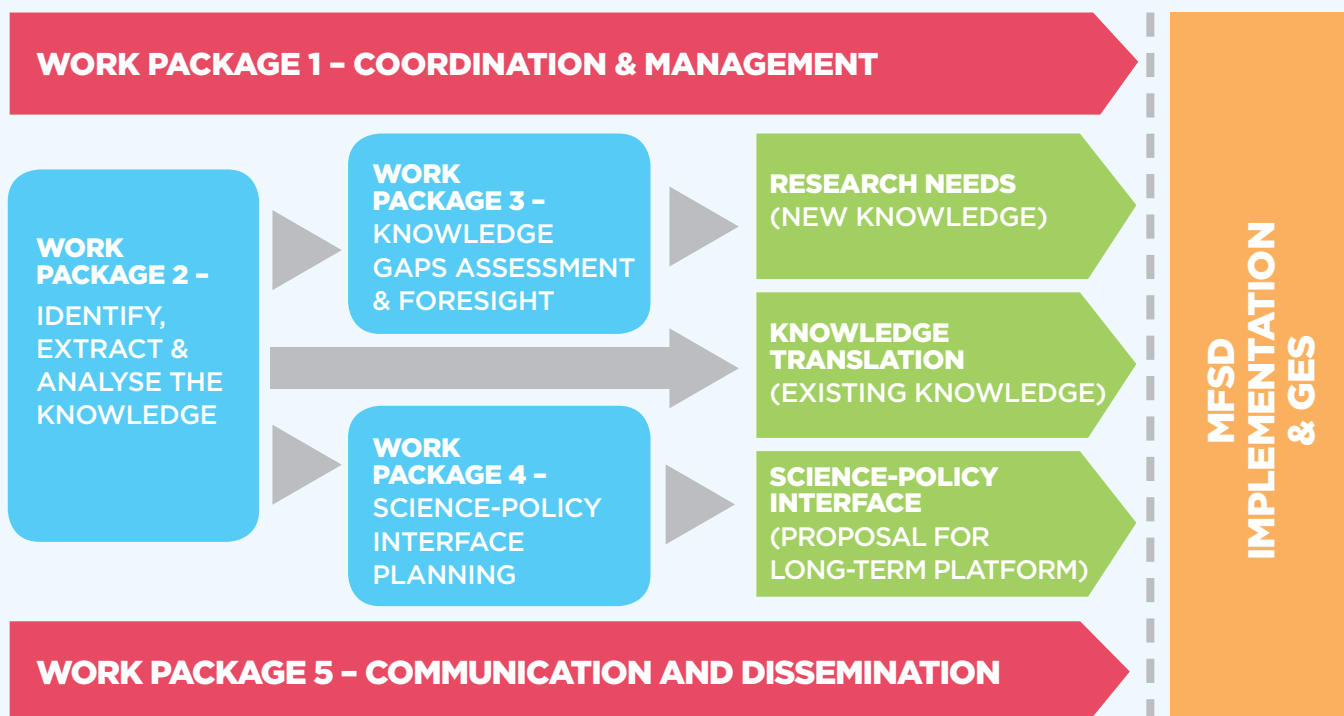 WORK PACKAGE 1 – COORDINATION & MANAGEMENT
WORK
PACKAGE 2 –
IDENTIFY,
EXTRACT &
ANALYSE THE
KNOWLEDGE
WORK
PACKAGE 3 –
KNOWLEDGE
GAPS ASSESSMENT
& FORESIGHT
WORK
PACKAGE 4 –
SCIENCE-POLICY
INTERFACE
PLANNING
RESEARCH NEEDS
(NEW KNOWLEDGE)
KNOWLEDGE
TRANSLATION
(EXISTING KNOWLEDGE)
SCIENCE-POLICY
INTERFACE
(PROPOSAL FOR
LONG-TERM PLATFORM)
WORK PACKAGE 5 – COMMUNICATION AND DISSEMINATION
MFSD
IMPLEMENTATION
& GES